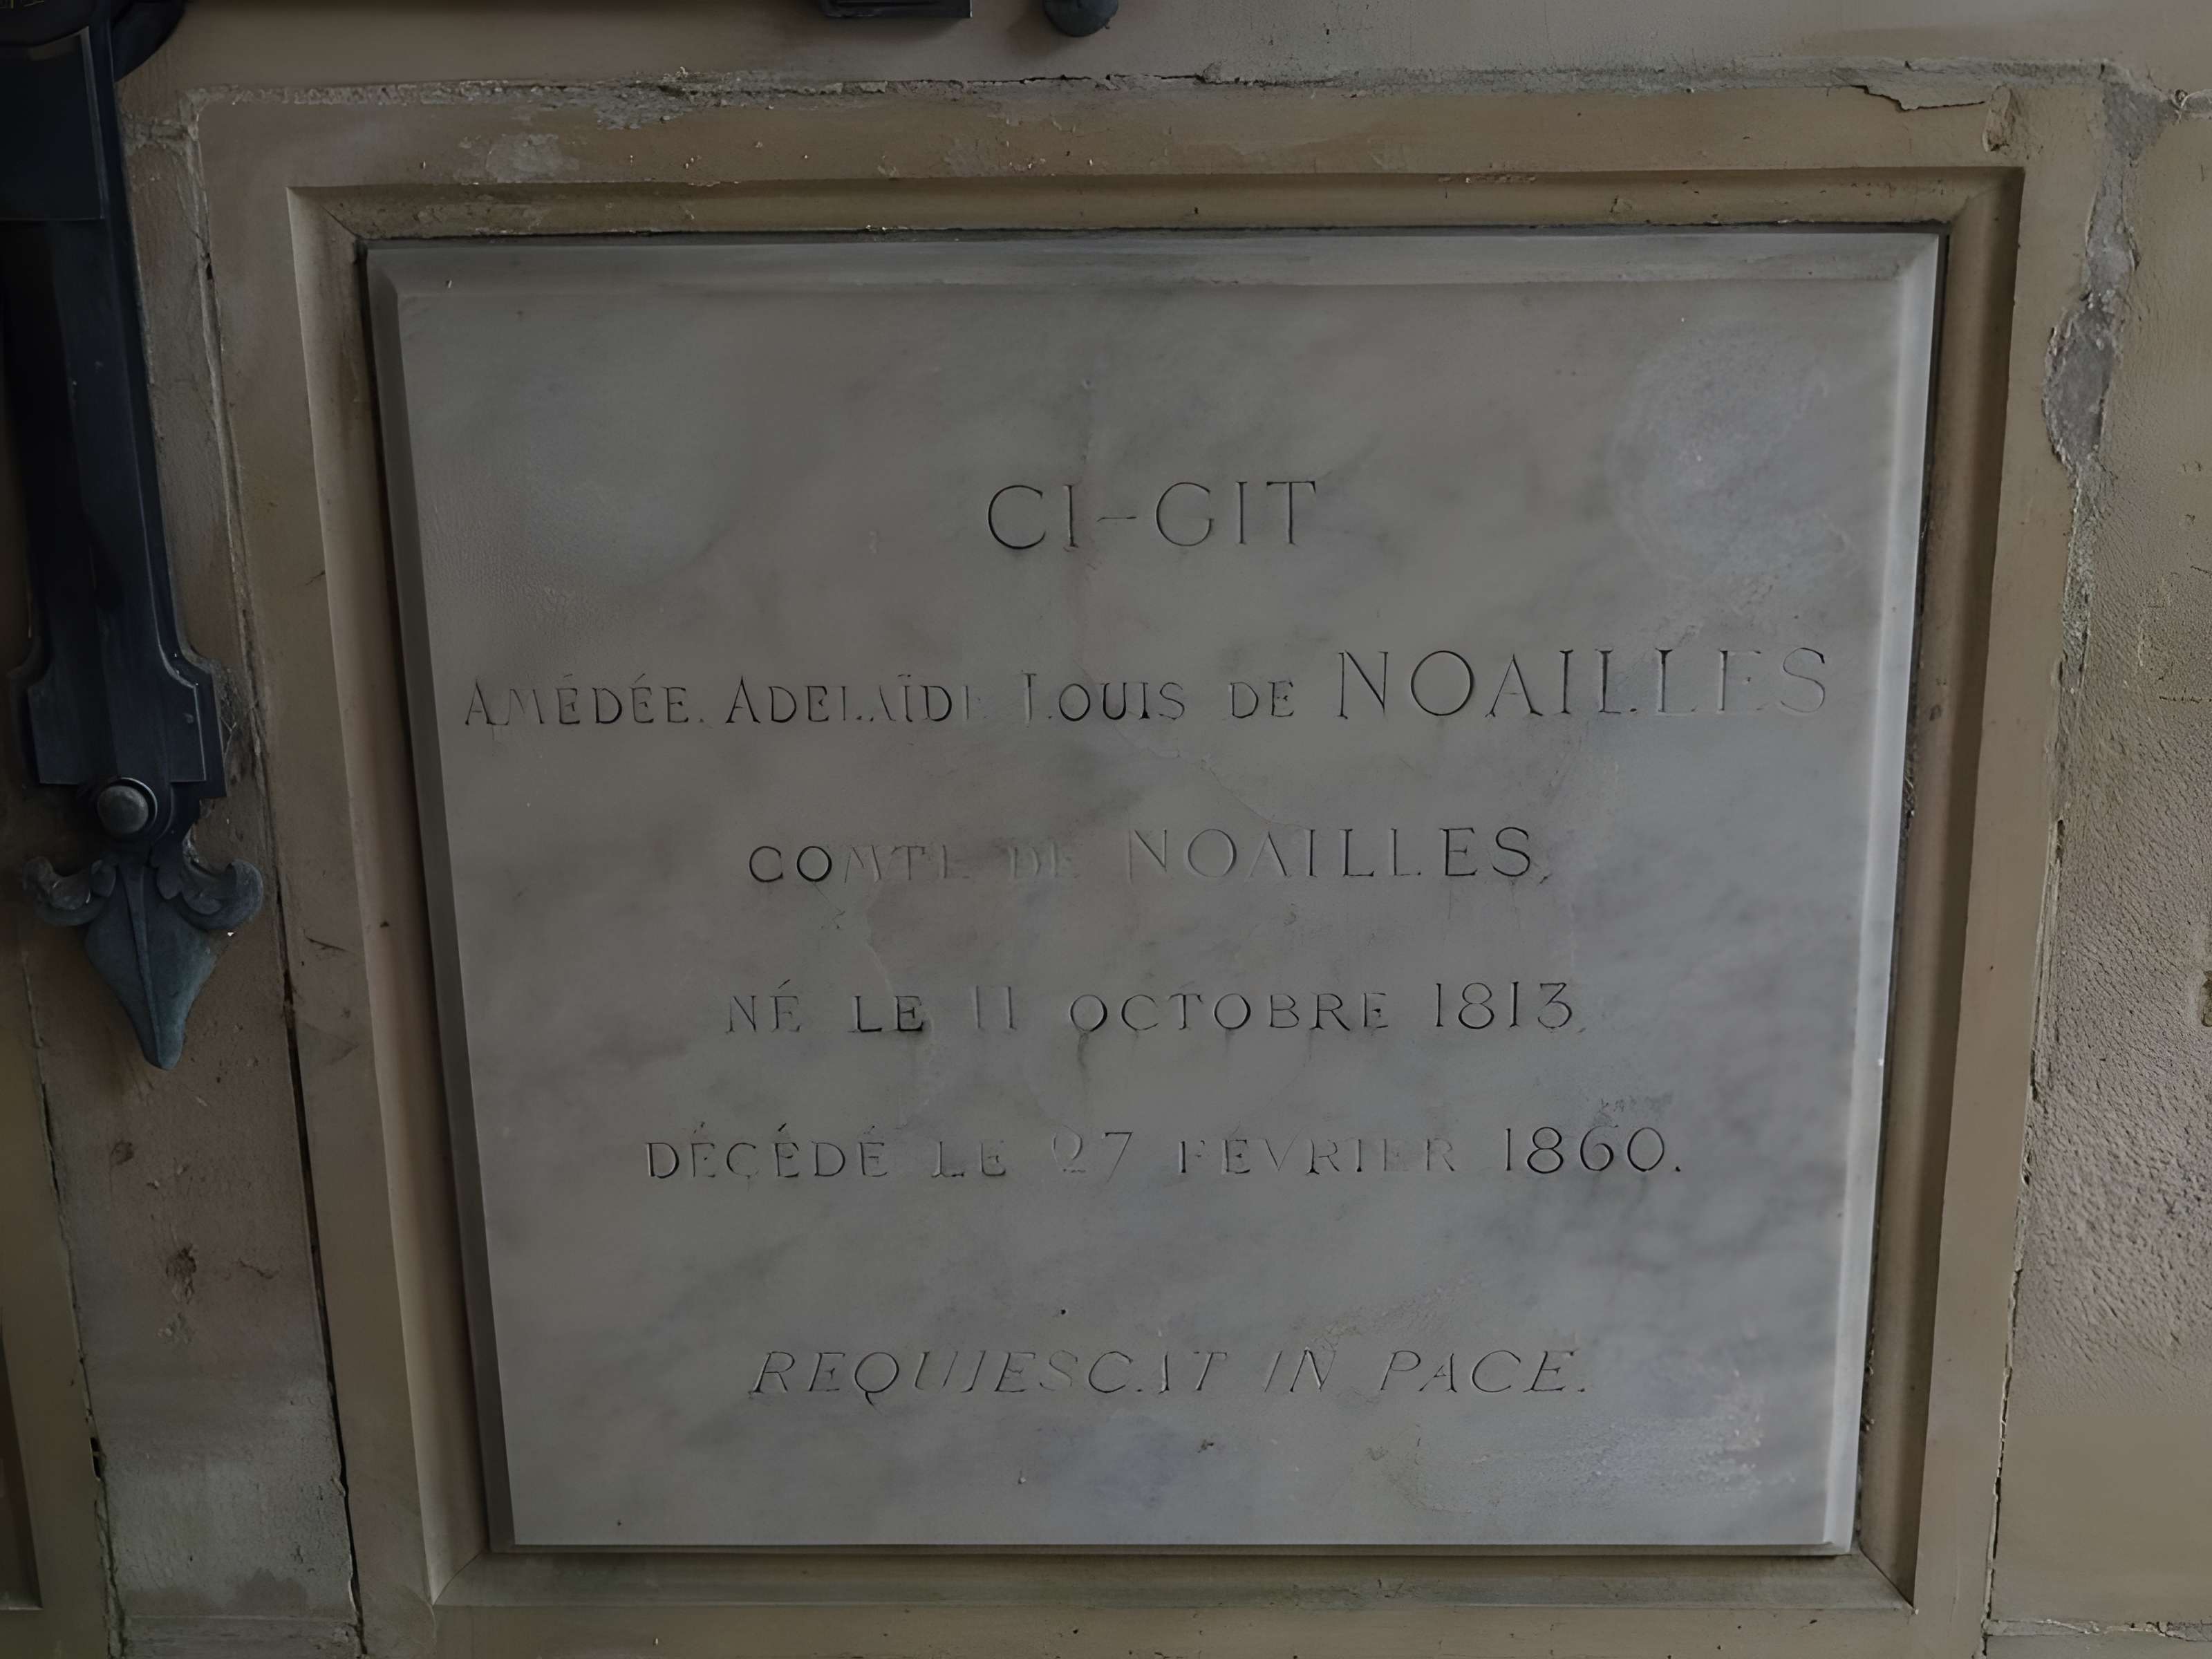 CI-GIT
AMÉDÉE. ADELAÏDE LOUIS DE NOAILLES
COMTE DE NOAILLES,
NÉ LE 11 OCTOBRE 1813,
DÉCÉDÉ LE 27 FÉVRIER 1860.
REQUIESCAT IN PACE.